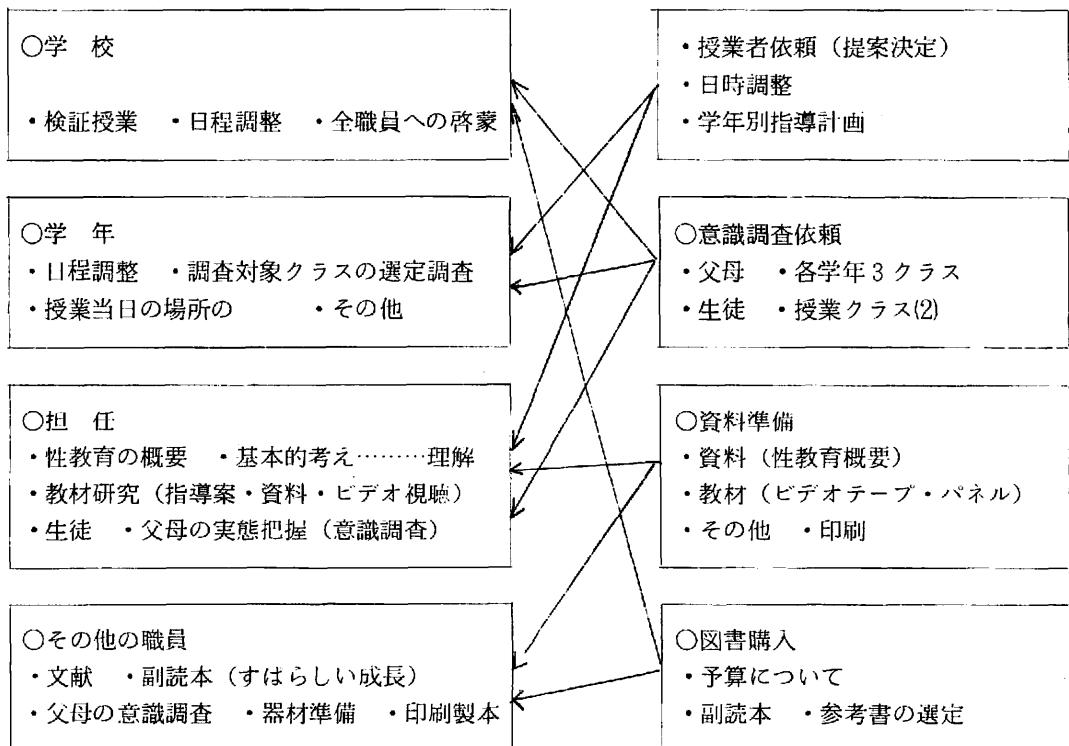 ○学　校
・検証授業　・日程調整　・全職員への啓蒙
・授業者依頼（提案決定）
・日時調整
・学年別指導計画
○学　年
・日程調整　・調査対象クラスの選定調査
・授業当日の場所の　　　・その他
○意識調査依頼
・父母　・各学年３クラス
・生徒　・授業クラス(2)
○担　任
・性教育の概要　・基本的考え………理解
・教材研究（指導案・資料・ビデオ視聴）
・生徒　・父母の実態把握（意識調査）
○資料準備
・資料（性教育概要）
・教材（ビデオテープ・パネル）
・その他　・印刷
○その他の職員
・文献　・副読本（すばらしい成長）
・父母の意識調査　・器材準備　・印刷製本
○図書購入
・予算について
・副読本　・参考書の選定